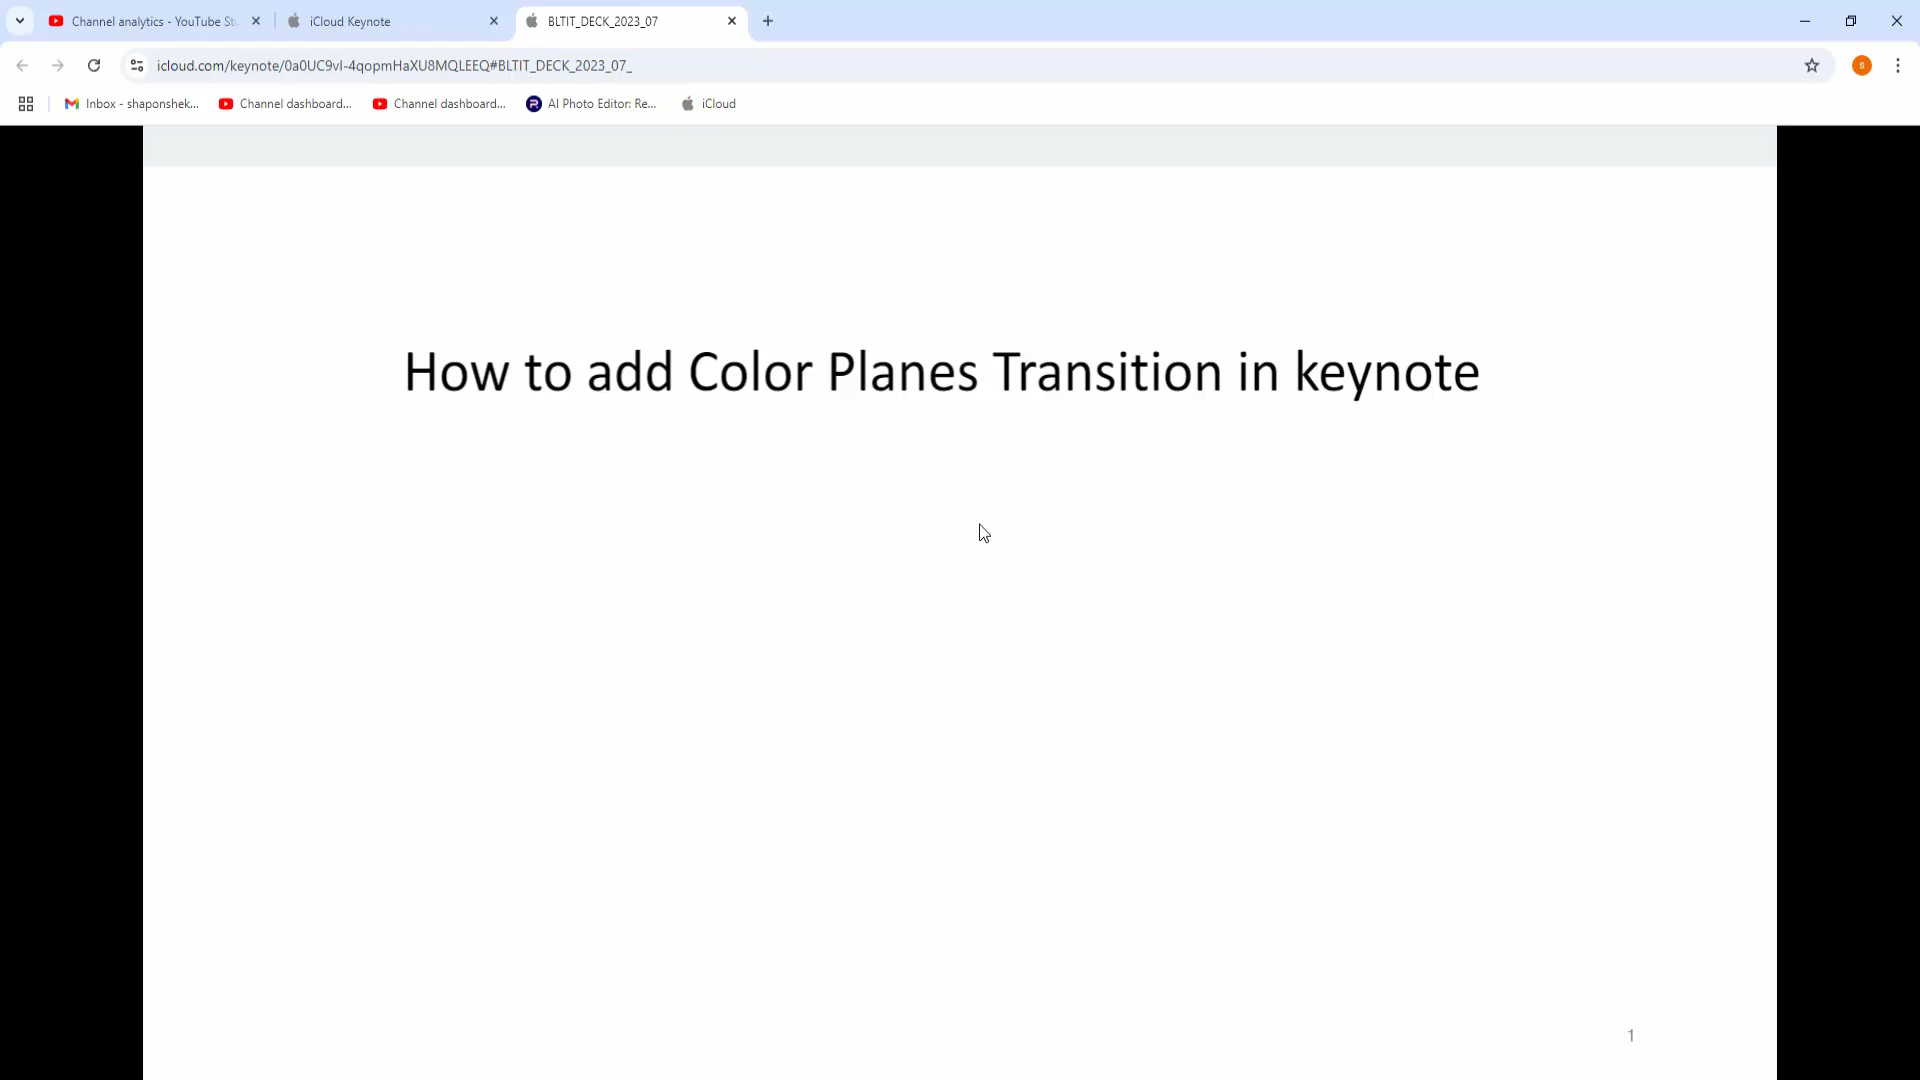 Channel analytics - YouTube St
iCloud Keynote
BLTIT_DECK_2023_07
icloud.com/keynote/0a0UC9vI-4qopmHaXU8MQLEEQ#BLTIT_DECK_2023_07_
S
Inbox - shaponshek...
Channel dashboard...
Channel dashboard...
AI Photo Editor: Re...
iCloud
How to add Color Planes Transition in keynote
1